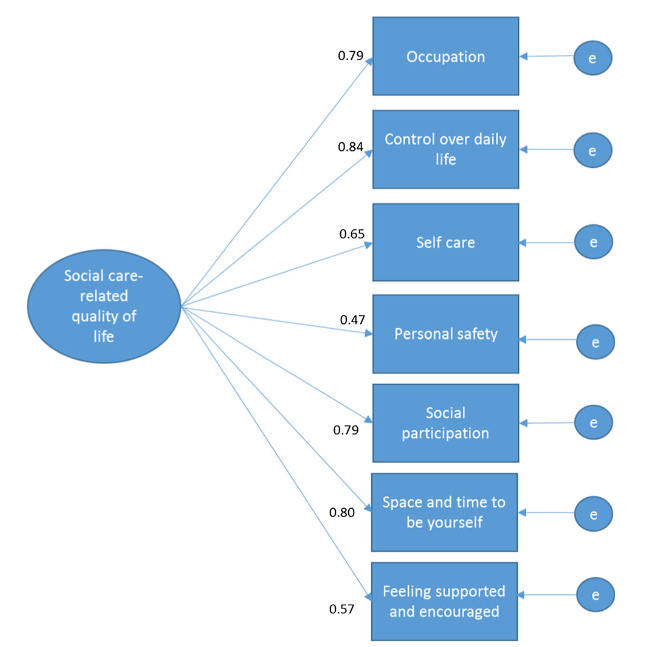 0.79
Occupation
e
0.84
Control over daily
life
e
0.65
Self care
e
Social care-
related
quality of
life
0.47
Personal safety
e
0.79
Social
participation
e
0.80
Space and time to
be yourself
e
0.57
Feeling supported
and encouraged
e